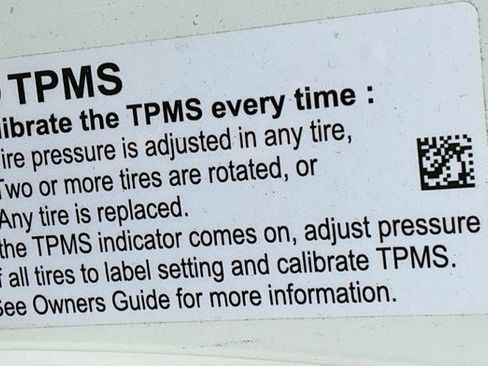 TPMS
ibrate the TPMS every time :
ire pressure is adjusted in any tire,
Two or more tires are rotated, or
Any tire is replaced.
the TPMS indicator comes on, adjust pressure
f all tires to label setting and calibrate TPMS.
See Owners Guide for more information.